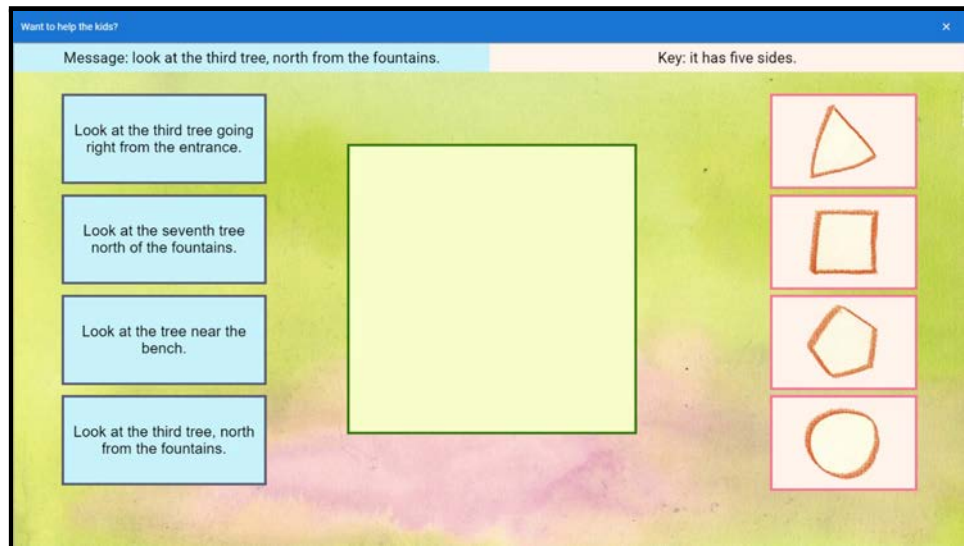 Want to help the kids?
Message: look at the third tree, north from the fountains.
Key: it has five sides.
Look at the third tree going
right from the entrance.
Look at the seventh tree
north of the fountains.
Look at the tree near the
bench.
Look at the third tree, north
from the fountains.